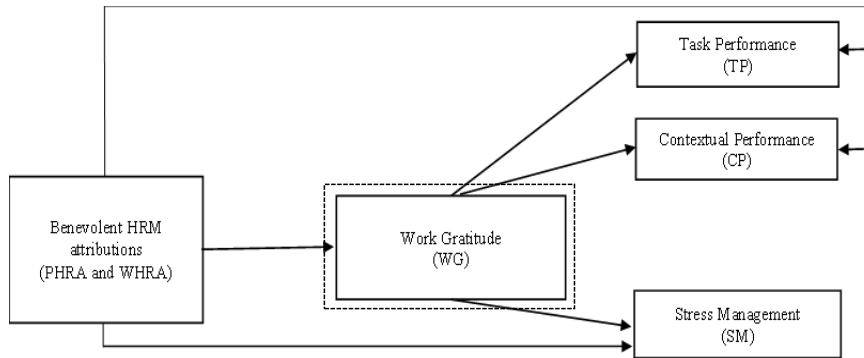 Task Performance
(TP)
Contextual Performance
(CP)
Benevolent HRM
attributions
(PHRA and WHRA)
Work Gratitude
(WG)
Stress Management
(SM)